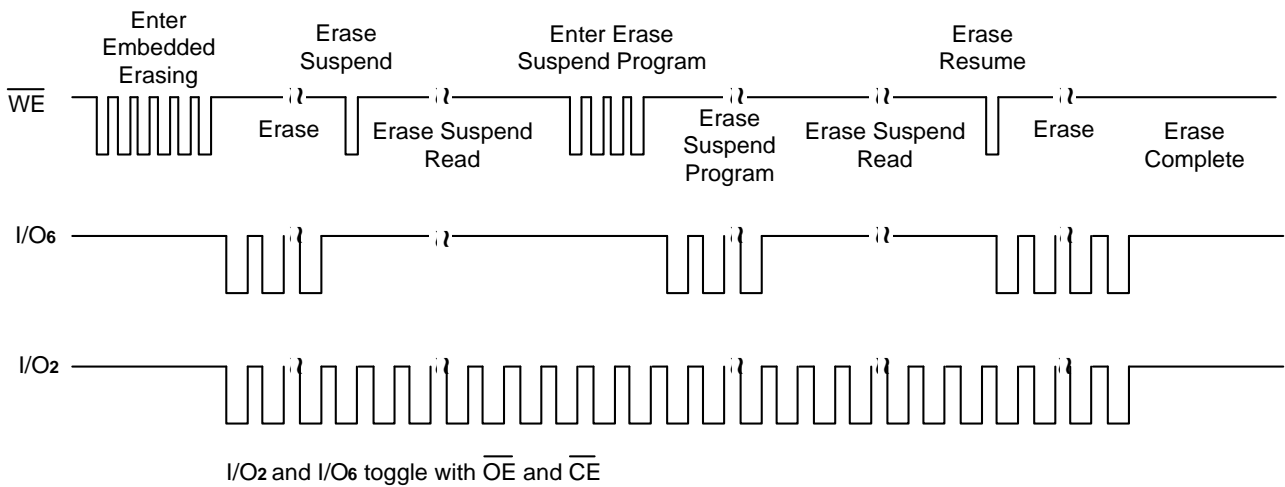 Enter
Embedded
Erasing
Erase
Suspend
Enter Erase
Suspend Program
Erase
Resume
WE
Erase
Erase Suspend
Read
Erase
Suspend
Program
Erase Suspend
Read
Erase
Erase
Complete
I/O6
I/O2
I/O2 and I/O6 toggle with OE and CE